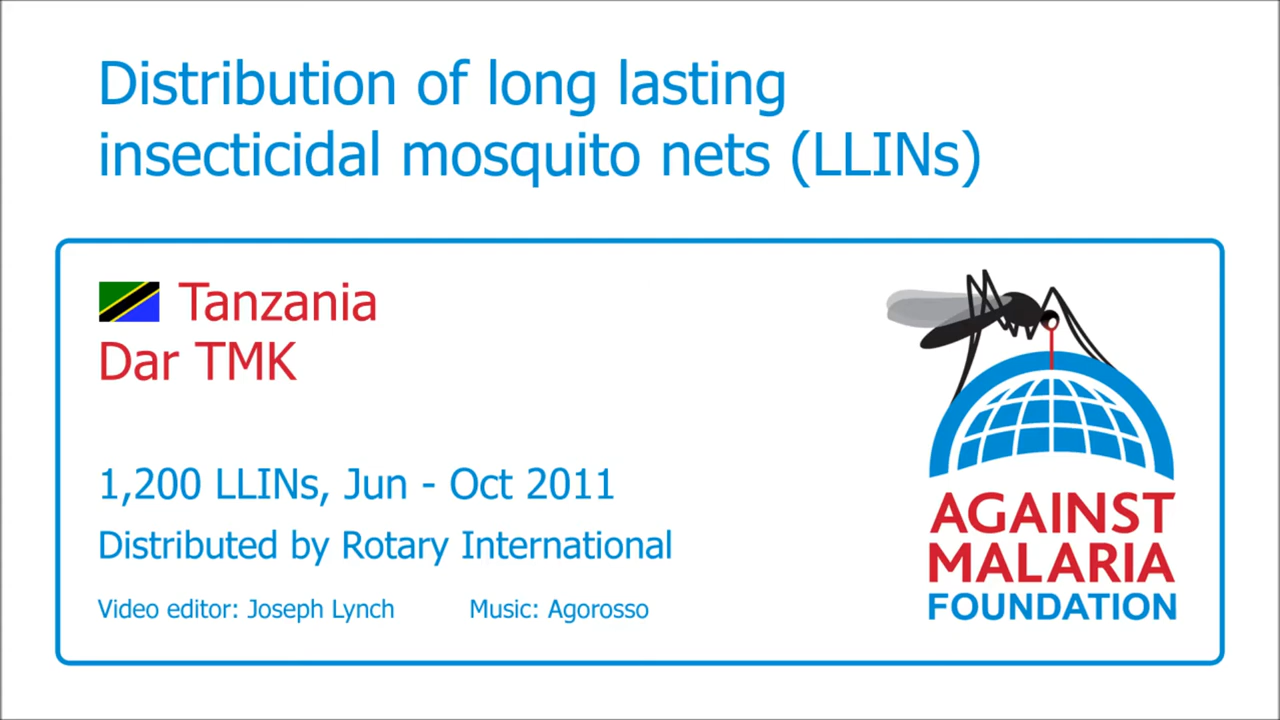 Distribution of long lasting
insecticidal mosquito nets (LLINs)
Tanzania
Dar TMK
1,200 LLINs, Jun - Oct 2011
Distributed by Rotary International
Video editor: Joseph Lynch
Music: Agorosso
AGAINST
MALARIA
FOUNDATION